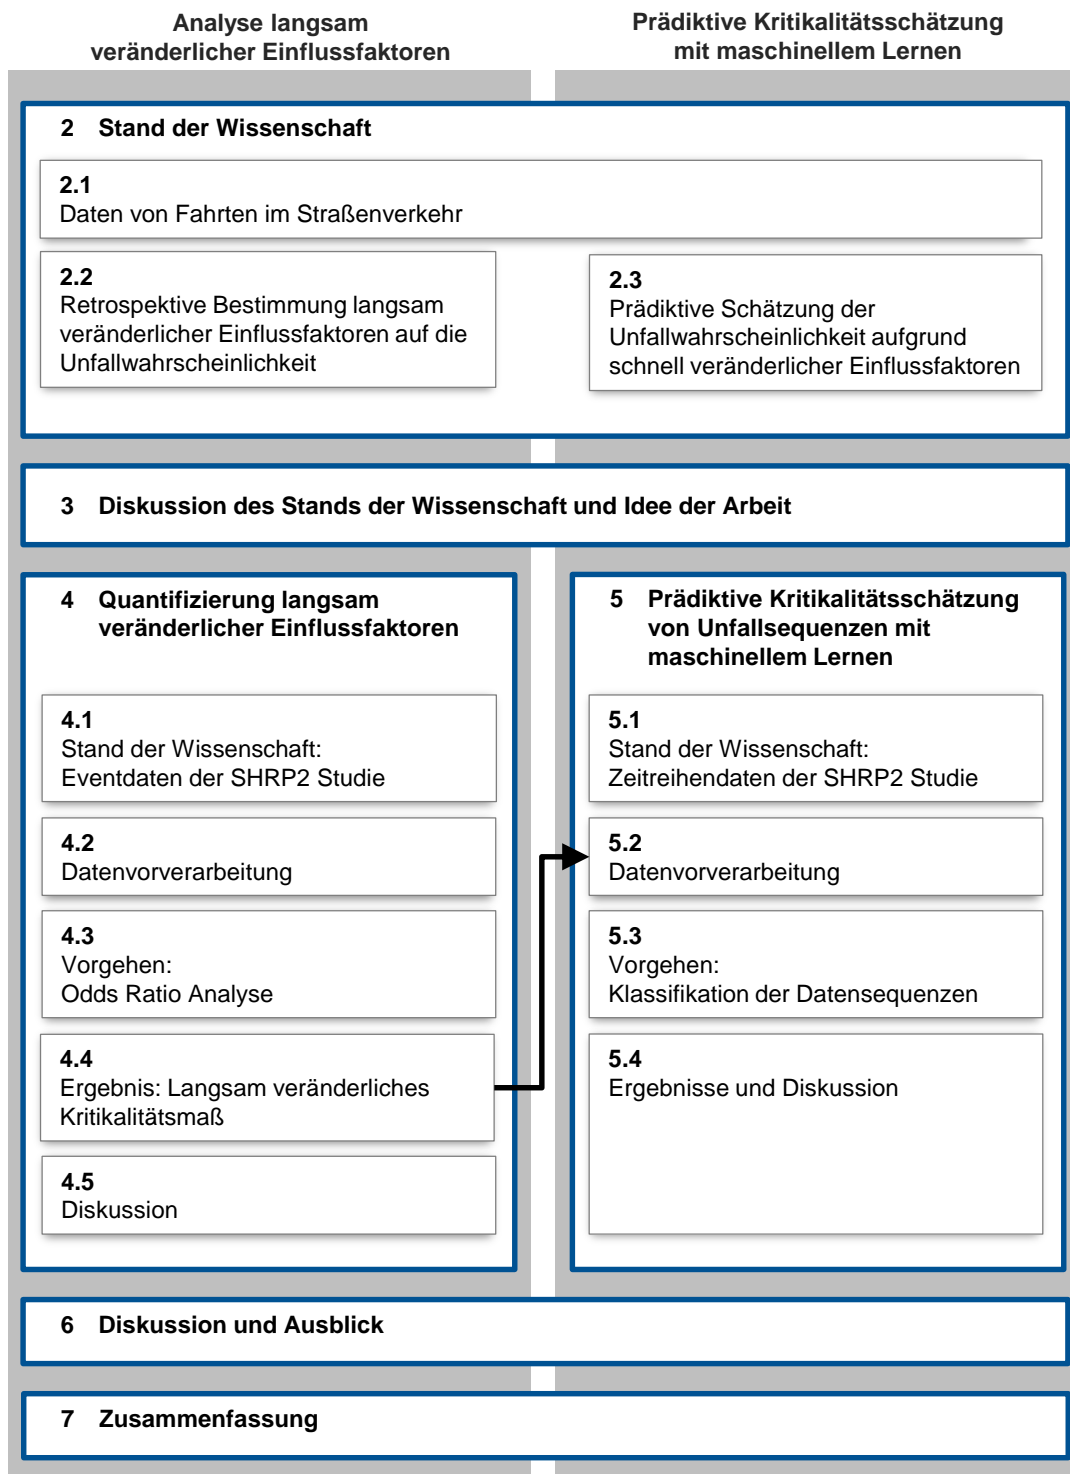 Analyse langsam
veränderlicher Einflussfaktoren
Prädiktive Kritikalitätsschätzung
mit maschinellem Lernen
2 Stand der Wissenschaft
2.1
Daten von Fahrten im Straßenverkehr
2.2
Retrospektive Bestimmung langsam
veränderlicher Einflussfaktoren auf die
Unfallwahrscheinlichkeit
2.3
Prädiktive Schätzung der
Unfallwahrscheinlichkeit aufgrund
schnell veränderlicher Einflussfaktoren
3 Diskussion des Stands der Wissenschaft und Idee der Arbeit
4 Quantifizierung langsam
veränderlicher Einflussfaktoren
4.1
Stand der Wissenschaft:
Eventdaten der SHRP2 Studie
4.2
Datenvorverarbeitung
4.3
Vorgehen:
Odds Ratio Analyse
4.4
Ergebnis: Langsam veränderliches
Kritikalitätsmaß
4.5
Diskussion
5 Prädiktive Kritikalitätsschätzung
von Unfallsequenzen mit
maschinellem Lernen
5.1
Stand der Wissenschaft:
Zeitreihendaten der SHRP2 Studie
5.2
Datenvorverarbeitung
5.3
Vorgehen:
Klassifikation der Datensequenzen
5.4
Ergebnisse und Diskussion
6 Diskussion und Ausblick
7 Zusammenfassung